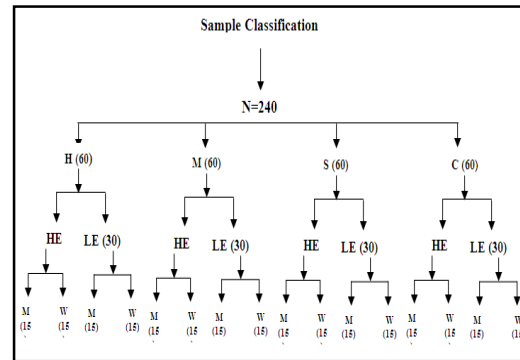 Sample Classification
N=240
H (60) M (60) S (60) C (60)
HE LE (30) HE LE (30) HE LE (30) HE LE (30)
M W M W M W M W M W M W M W M W
(15 (15 (15) (15) (15 (15 (15) (15) (15 (15 (15) (15) (15 (15 (15) (15)